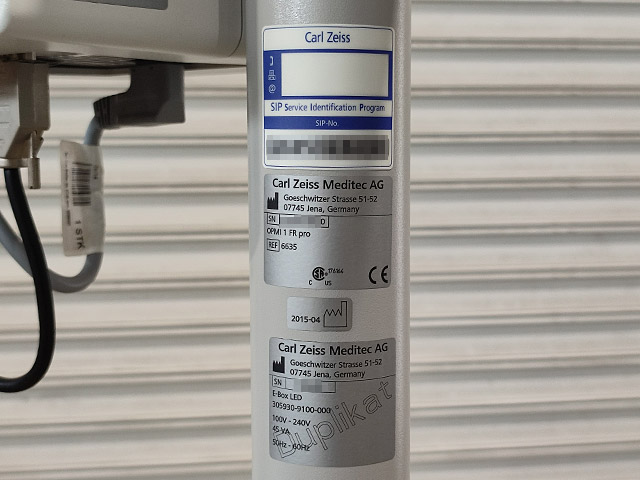 Carl Zeiss
@
SIP Service Identification Program
SIP-No.
Carl Zeiss Meditec AG
Goeschwitzer Strasse 51-52
07745 Jena, Germany
SN 0
OPMI 1 FR pro
REF 6635
176164
C US
CE
2015-04
Carl Zeiss Meditec AG
Goeschwitzer Strasse 51-52
07745 Jena, Germany
SN
E-Box LED
305930-9100-000
100V - 240V
45 VA
50Hz - 60Hz
Duplikat
1 STK